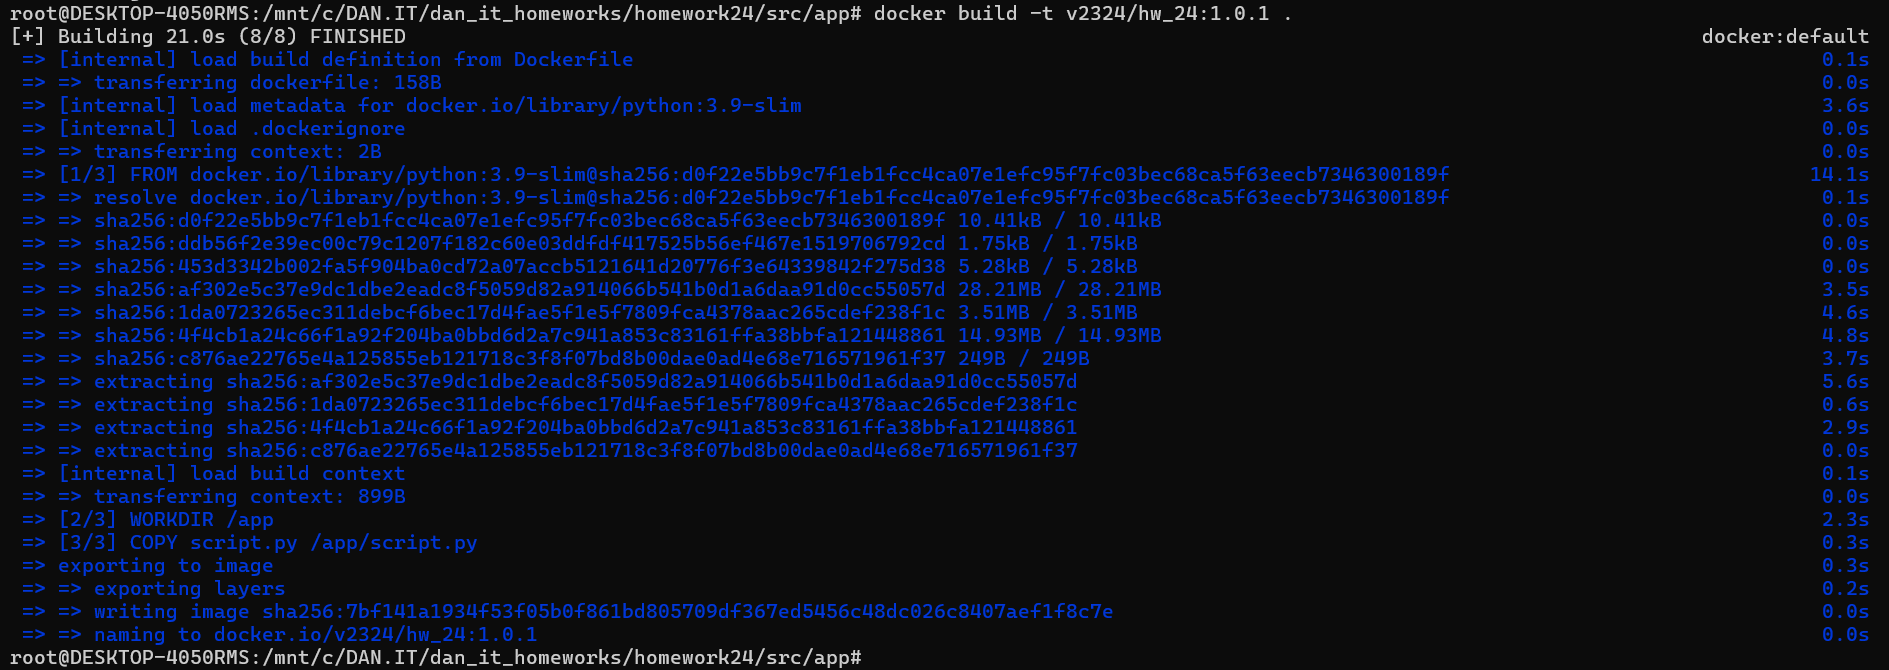 root@DESKTOP-4050RMS:/mnt/c/DAN.IT/dan_it_homeworks/homework24/src/app# docker build -t v2324/hw_24:1.0.1 .
[+] Building 21.0s (8/8) FINISHED docker:default
=> [internal] load build definition from Dockerfile 0.1s
=> => transferring dockerfile: 158B 0.0s
=> [internal] load metadata for docker.io/library/python:3.9-slim 3.6s
=> [internal] load .dockerignore 0.0s
=> => transferring context: 2B 0.0s
=> [1/3] FROM docker.io/library/python:3.9-slim@sha256:d0f22e5bb9c7f1eb1fcc4ca07e1efc95f7fc03bec68ca5f63eecb7346300189f 14.1s
=> => resolve docker.io/library/python:3.9-slim@sha256:d0f22e5bb9c7f1eb1fcc4ca07e1efc95f7fc03bec68ca5f63eecb7346300189f 0.1s
=> => sha256:d0f22e5bb9c7f1eb1fcc4ca07e1efc95f7fc03bec68ca5f63eecb7346300189f 10.41kB / 10.41kB 0.0s
=> => sha256:ddb56f2e39ec00c79c1207f182c60e03ddfdf417525b56ef467e1519706792cd 1.75kB / 1.75kB 0.0s
=> => sha256:453d3342b002fa5f904ba0cd72a07accb5121641d20776f3e64339842f275d38 5.28kB / 5.28kB 0.0s
=> => sha256:af302e5c37e9dc1dbe2eadc8f5059d82a914066b541b0d1a6daa91d0cc55057d 28.21MB / 28.21MB 3.5s
=> => sha256:1da0723265ec311debcf6bec17d4fae5f1e5f7809fca4378aac265cdef238f1c 3.51MB / 3.51MB 4.6s
=> => sha256:4f4cb1a24c66f1a92f204ba0bbd6d2a7c941a853c83161ffa38bbfa121448861 14.93MB / 14.93MB 4.8s
=> => sha256:c876ae22765e4a125855eb121718c3f8f07bd8b00dae0ad4e68e716571961f37 249B / 249B 3.7s
=> => extracting sha256:af302e5c37e9dc1dbe2eadc8f5059d82a914066b541b0d1a6daa91d0cc55057d 5.6s
=> => extracting sha256:1da0723265ec311debcf6bec17d4fae5f1e5f7809fca4378aac265cdef238f1c 0.6s
=> => extracting sha256:4f4cb1a24c66f1a92f204ba0bbd6d2a7c941a853c83161ffa38bbfa121448861 2.9s
=> => extracting sha256:c876ae22765e4a125855eb121718c3f8f07bd8b00dae0ad4e68e716571961f37 0.0s
=> [internal] load build context 0.1s
=> => transferring context: 899B 0.0s
=> [2/3] WORKDIR /app 2.3s
=> [3/3] COPY script.py /app/script.py 0.3s
=> exporting to image 0.3s
=> => exporting layers 0.2s
=> => writing image sha256:7bf141a1934f53f05b0f861bd805709df367ed5456c48dc026c8407aef1f8c7e 0.0s
=> => naming to docker.io/v2324/hw_24:1.0.1 0.0s
root@DESKTOP-4050RMS:/mnt/c/DAN.IT/dan_it_homeworks/homework24/src/app#